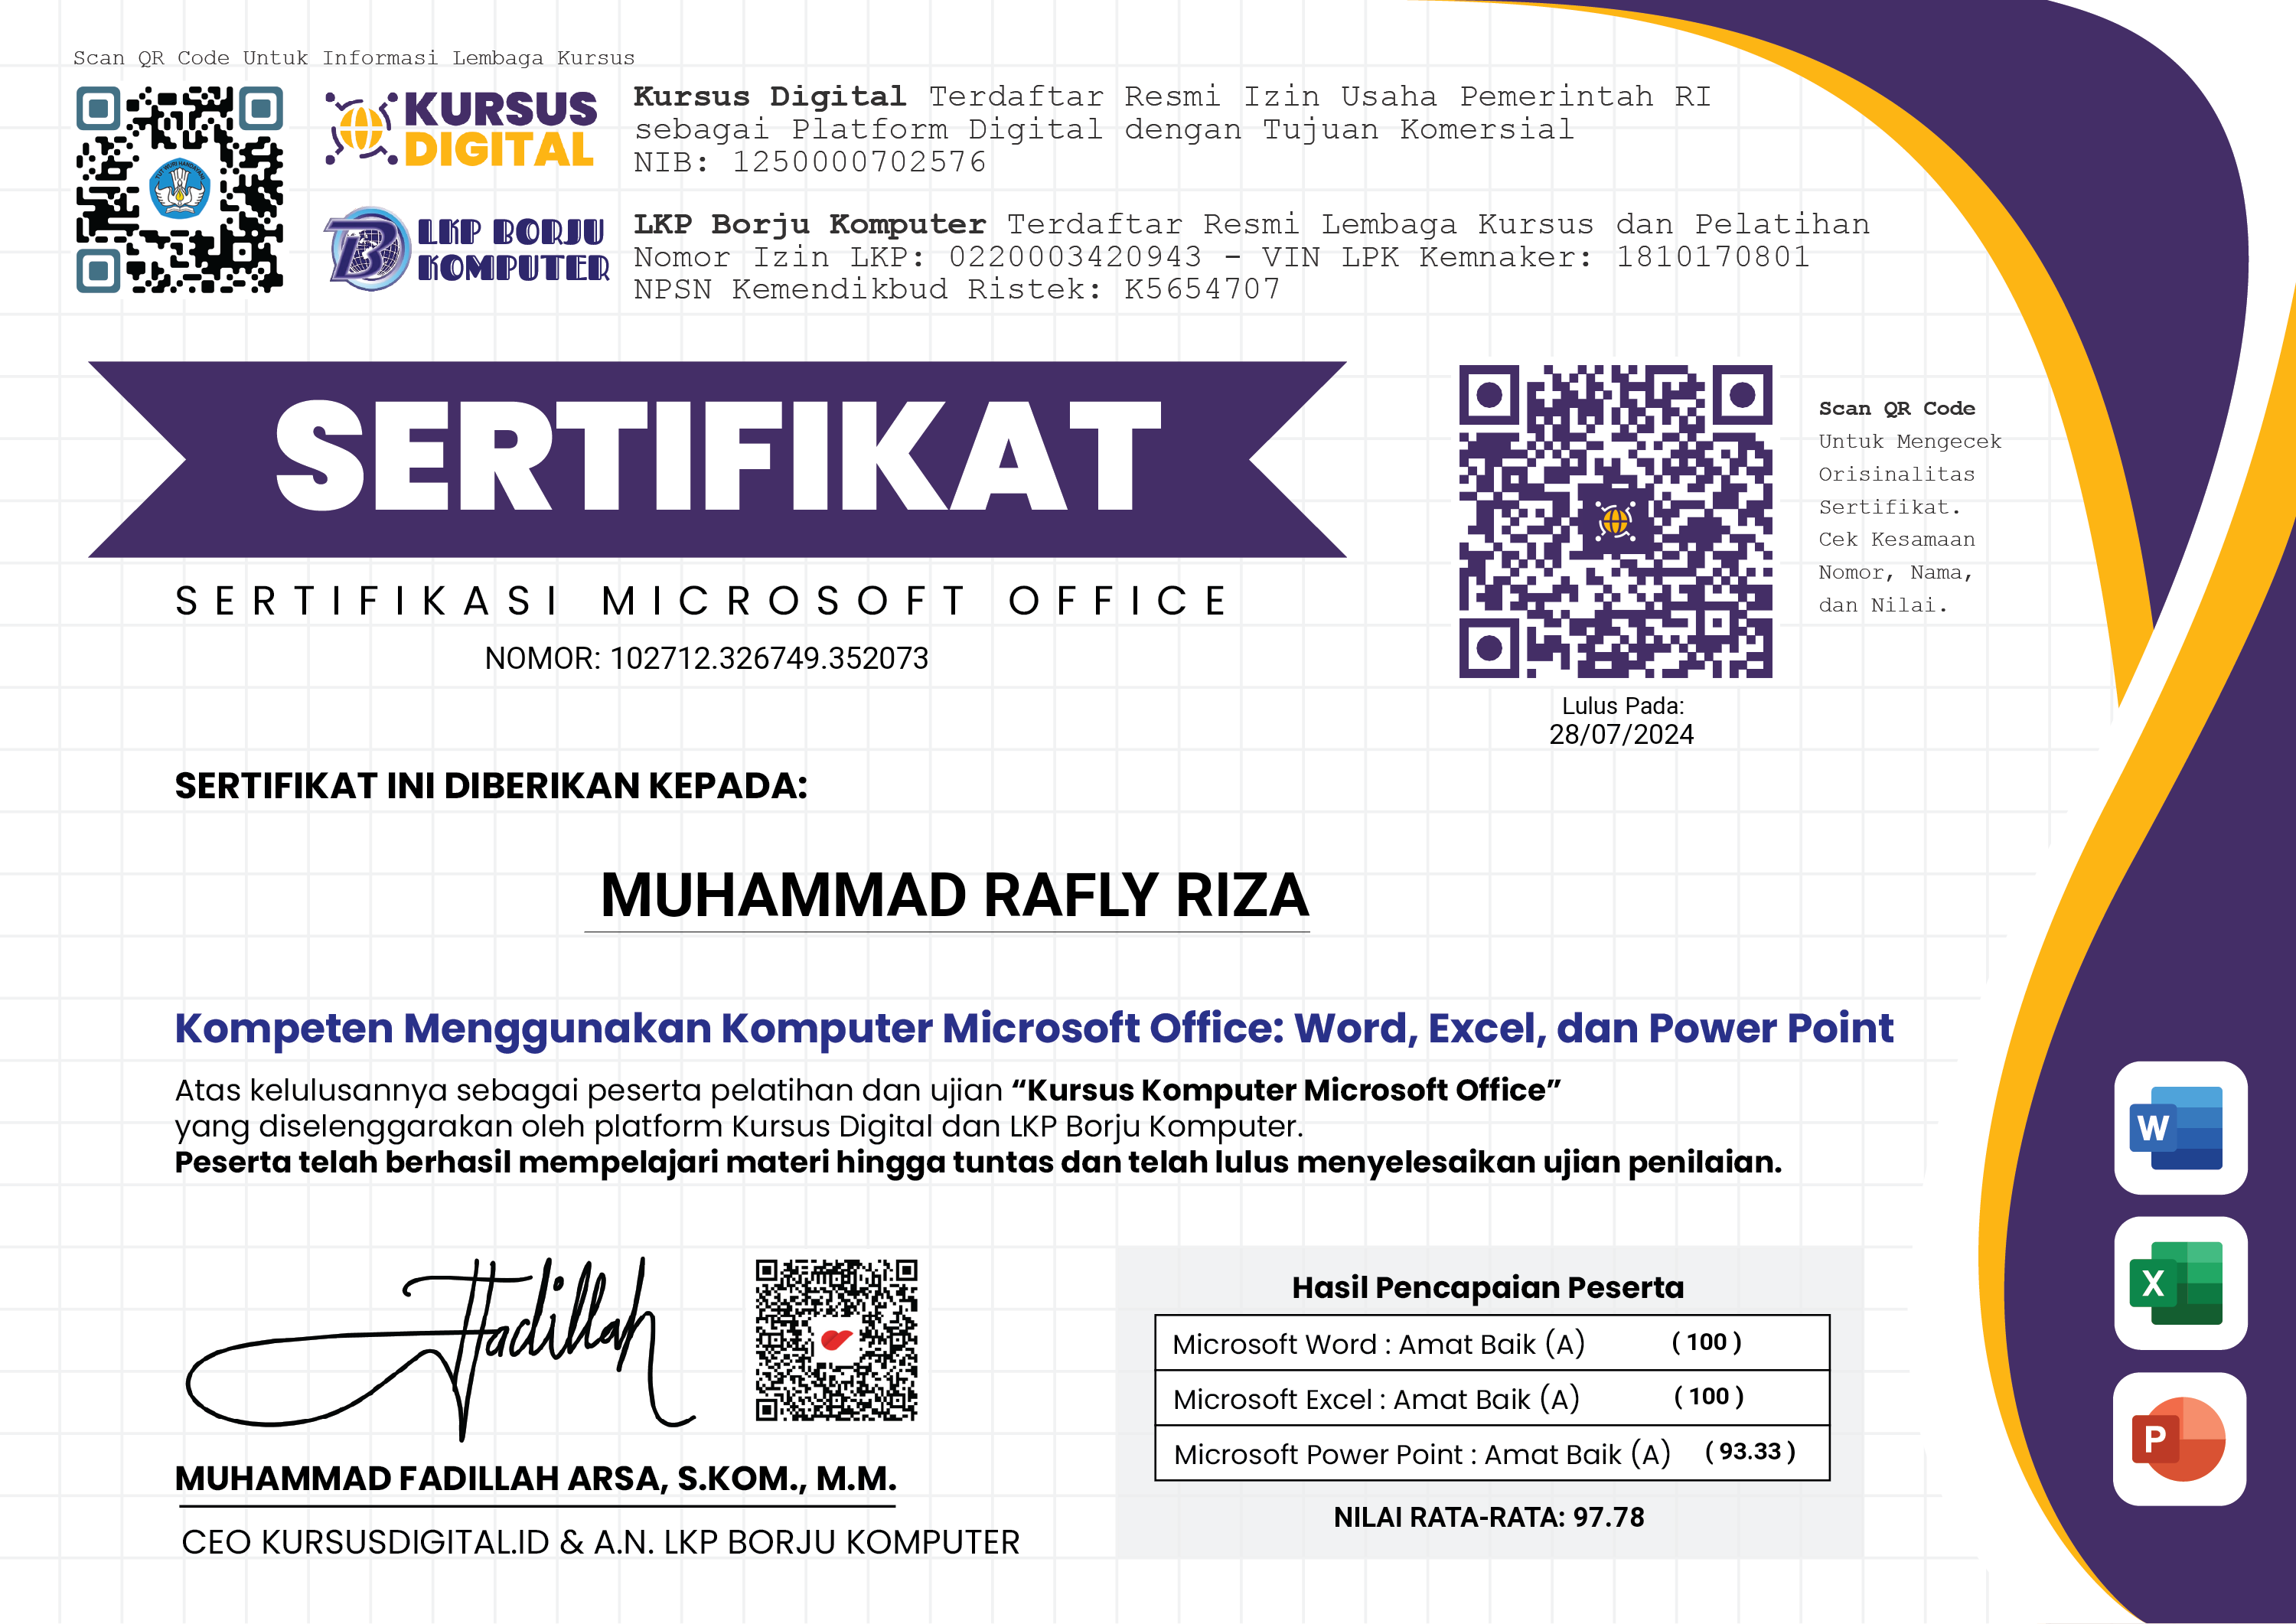 Scan QR Code Untuk Informasi Lembaga Kursus
KURSUS
DIGITAL
Kursus Digital Terdaftar Resmi Izin Usaha Pemerintah RI
sebagai Platform Digital dengan Tujuan Komersial
NIB: 1250000702576
TUT WURI HANDAYANI
B
LKP BORJU
KOMPUTER
LKP Borju Komputer Terdaftar Resmi Lembaga Kursus dan Pelatihan
Nomor Izin LKP: 0220003420943 - VIN LPK Kemnaker: 1810170801
NPSN Kemendikbud Ristek: K5654707
SERTIFIKAT
SERTIFIKASI MICROSOFT OFFICE
NOMOR: 102712.326749.352073
Scan QR Code
Untuk Mengecek
Orisinalitas
Sertifikat.
Cek Kesamaan
Nomor, Nama,
dan Nilai.
Lulus Pada:
28/07/2024
SERTIFIKAT INI DIBERIKAN KEPADA:
MUHAMMAD RAFLY RIZA
Kompeten Menggunakan Komputer Microsoft Office: Word, Excel, dan Power Point
Atas kelulusannya sebagai peserta pelatihan dan ujian “Kursus Komputer Microsoft Office”
yang diselenggarakan oleh platform Kursus Digital dan LKP Borju Komputer.
Peserta telah berhasil mempelajari materi hingga tuntas dan telah lulus menyelesaikan ujian penilaian.
W
X
P
Fadillah
MUHAMMAD FADILLAH ARSA, S.KOM., M.M.
CEO KURSUSDIGITAL.ID & A.N. LKP BORJU KOMPUTER
Hasil Pencapaian Peserta
Microsoft Word : Amat Baik (A) ( 100 )
Microsoft Excel : Amat Baik (A) ( 100 )
Microsoft Power Point : Amat Baik (A) ( 93.33 )
NILAI RATA-RATA: 97.78